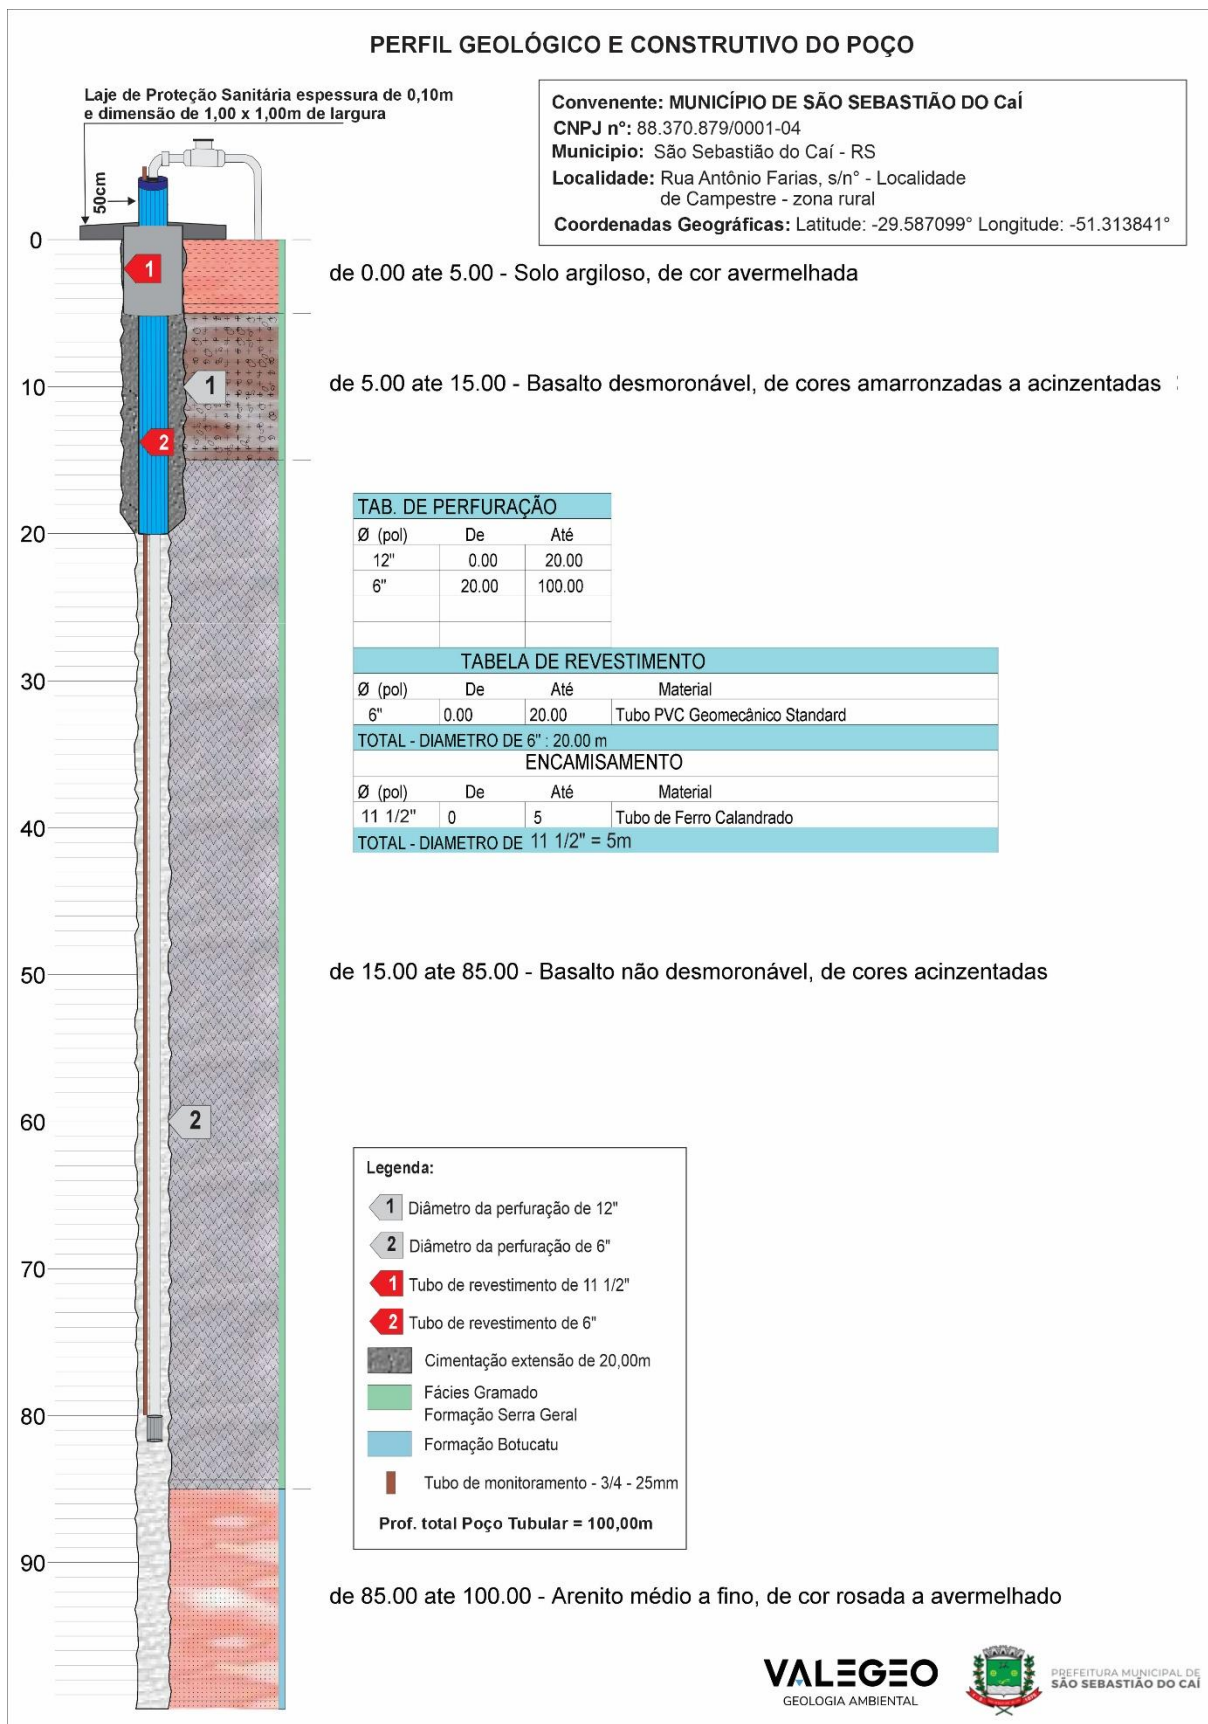 PERFIL GEOLÓGICO E CONSTRUTIVO DO POÇO
Laje de Proteção Sanitária espessura de 0,10m
e dimensão de 1,00 x 1,00m de largura
Convenente: MUNICÍPIO DE SÃO SEBASTIÃO DO CaÍ
CNPJ n°: 88.370.879/0001-04
Municipio: São Sebastião do Caí - RS
Localidade: Rua Antônio Farias, s/n° - Localidade
de Campestre - zona rural
Coordenadas Geográficas: Latitude: -29.587099° Longitude: -51.313841°
50cm
0
1
de 0.00 ate 5.00 - Solo argiloso, de cor avermelhada
10
1
de 5.00 ate 15.00 - Basalto desmoronável, de cores amarronzadas a acinzentadas
2
20
TAB. DE PERFURAÇÃO
Ø (pol) De Até
12" 0.00 20.00
6" 20.00 100.00
30
TABELA DE REVESTIMENTO
Ø (pol) De Até Material
6" 0.00 20.00 Tubo PVC Geomecânico Standard
TOTAL - DIAMETRO DE 6" : 20.00 m
ENCAMISAMENTO
Ø (pol) De Até Material
11 1/2" 0 5 Tubo de Ferro Calandrado
TOTAL - DIAMETRO DE 11 1/2" = 5m
40
50
de 15.00 ate 85.00 - Basalto não desmoronável, de cores acinzentadas
60
2
Legenda:
1 Diâmetro da perfuração de 12"
2 Diâmetro da perfuração de 6"
1 Tubo de revestimento de 11 1/2"
2 Tubo de revestimento de 6"
Cimentação extensão de 20,00m
Fácies Gramado
Formação Serra Geral
Formação Botucatu
Tubo de monitoramento - 3/4 - 25mm
Prof. total Poço Tubular = 100,00m
70
80
90
de 85.00 ate 100.00 - Arenito médio a fino, de cor rosada a avermelhado
VALEGEO
GEOLOGIA AMBIENTAL
PREFEITURA MUNICIPAL DE
SÃO SEBASTIÃO DO CAÍ